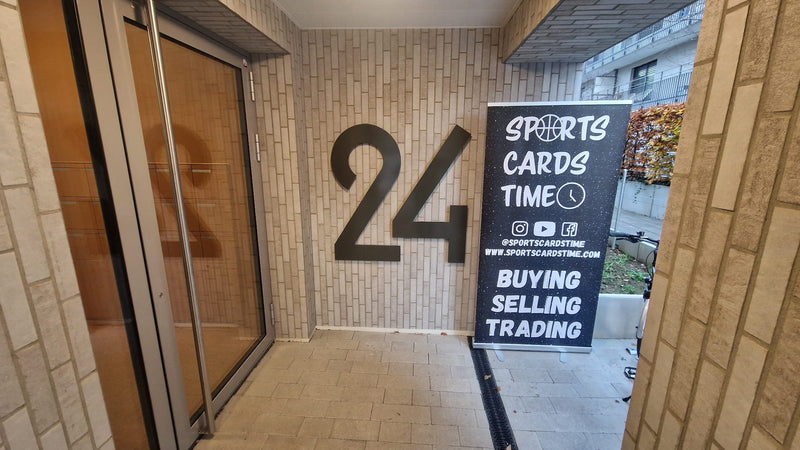 24
SPORTS
CARDS
TIME
@SPORTSCARDSTIME
WWW.SPORTSCARDSTIME.COM
BUYING
SELLING
TRADING